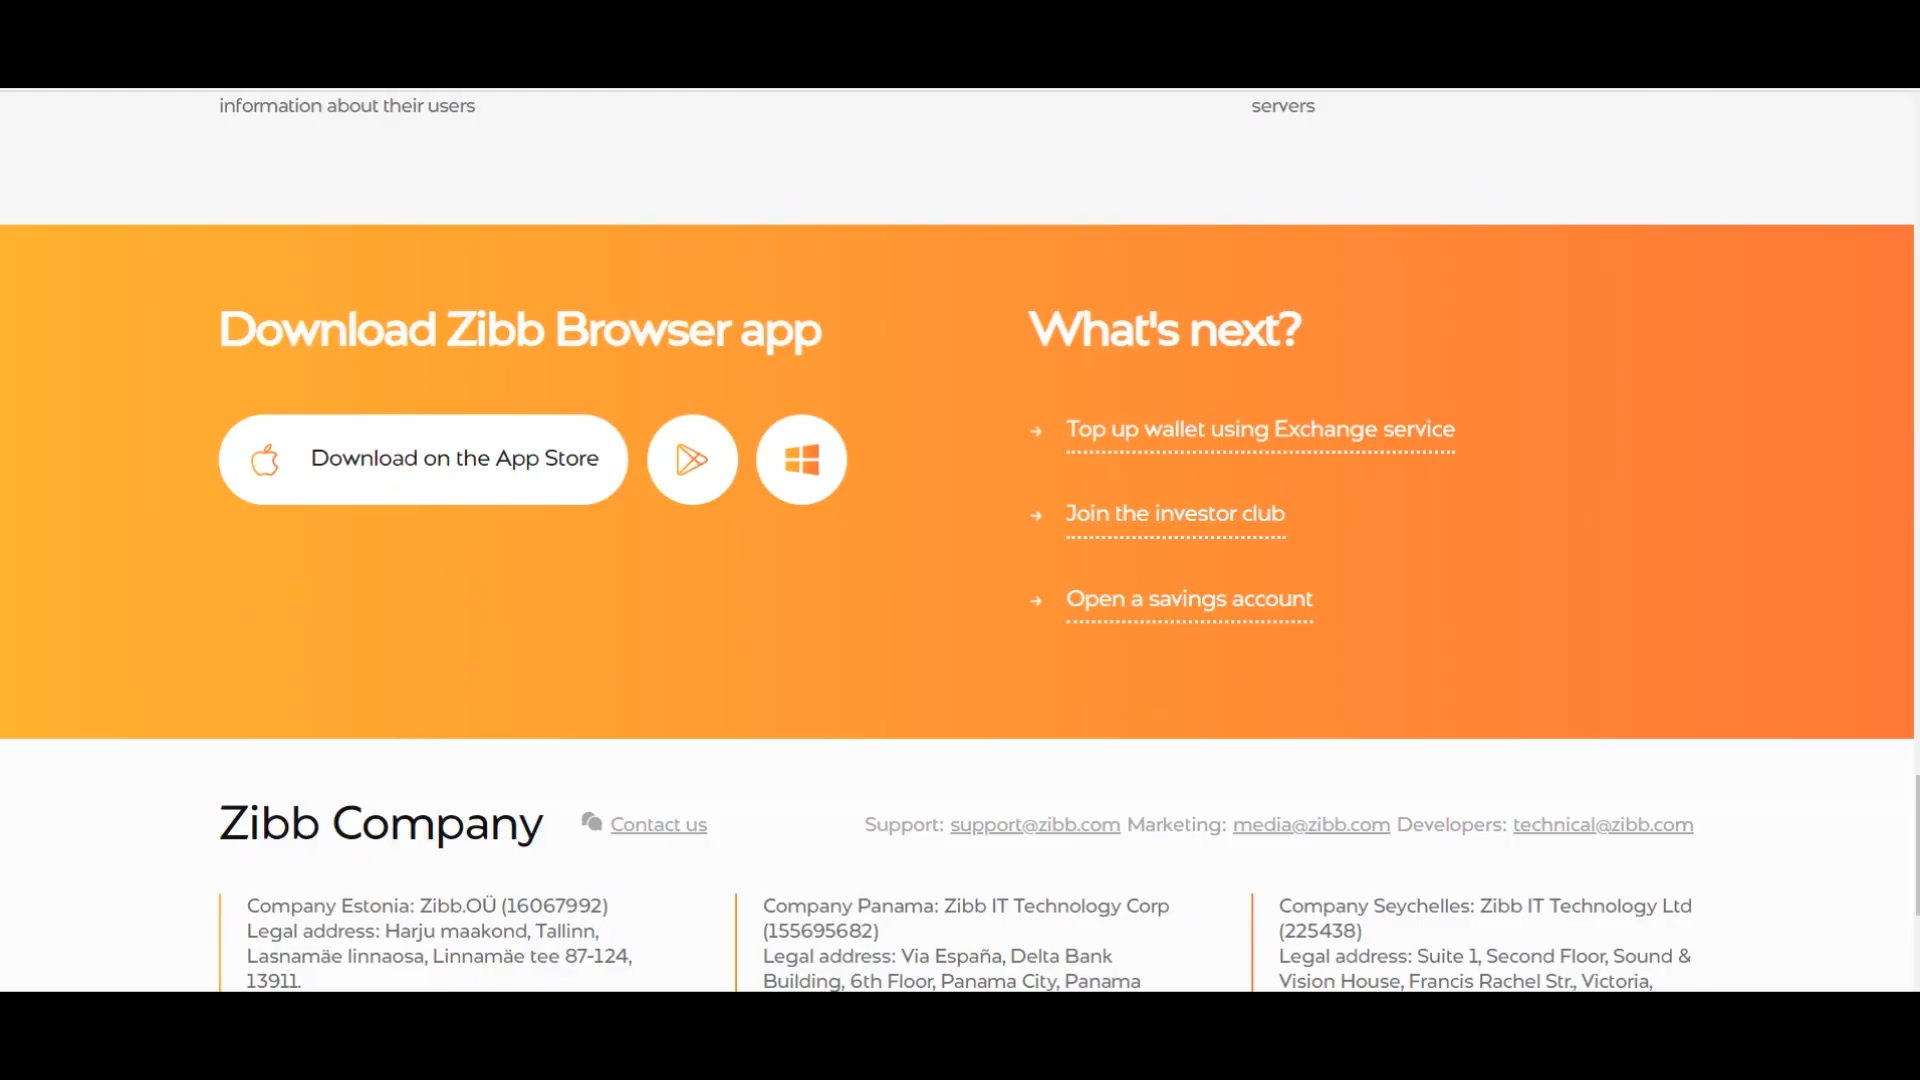 information about their users
servers
Download Zibb Browser app
Download on the App Store
What's next?
Top up wallet using Exchange service
Join the investor club
Open a savings account
Zibb Company
Contact us
Support: support@zibb.com Marketing: media@zibb.com Developers: technical@zibb.com
Company Estonia: Zibb.OÜ (16067992)
Legal address: Harju maakond, Tallinn,
Lasnamäe linnaosa, Linnamäe tee 87-124,
13911.
Company Panama: Zibb IT Technology Corp
(155695682)
Legal address: Via España, Delta Bank
Building, 6th Floor, Panama City, Panama
Company Seychelles: Zibb IT Technology Ltd
(225438)
Legal address: Suite 1, Second Floor, Sound &
Vision House, Francis Rachel Str., Victoria,